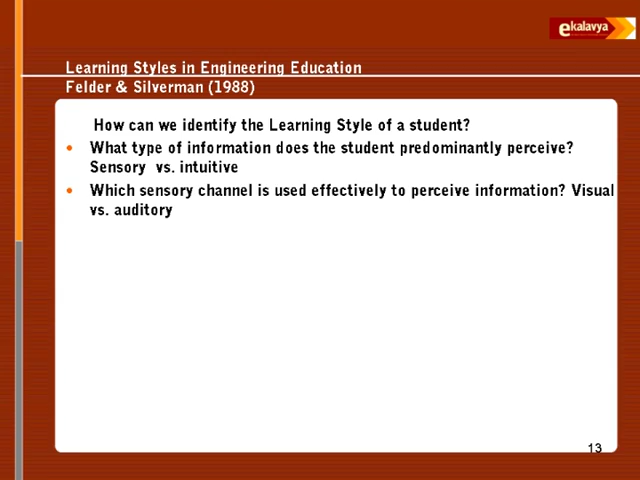 ekalavya
Learning Styles in Engineering Education
Felder & Silverman (1988)
How can we identify the Learning Style of a student?
• What type of information does the student predominantly perceive?
Sensory vs. intuitive
• Which sensory channel is used effectively to perceive information? Visual
vs. auditory
13